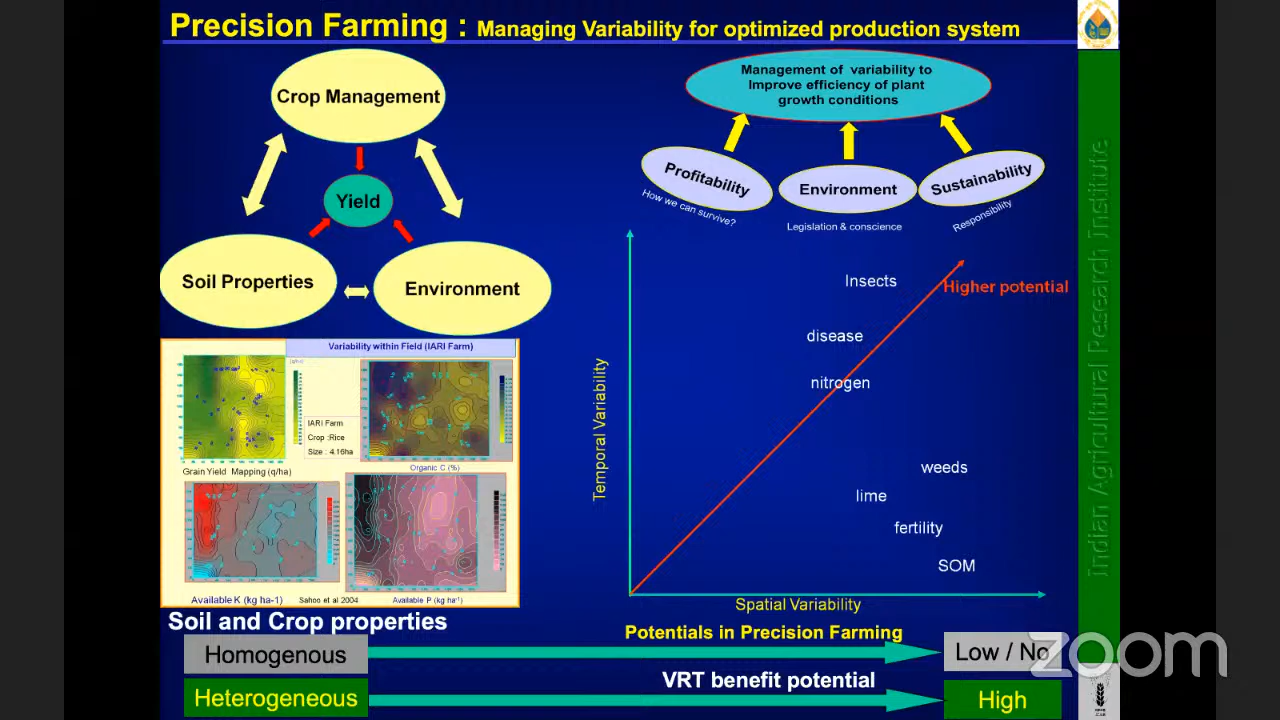 Precision Farming : Managing Variability for optimized production system
Crop Management
Yield
Soil Properties
Environment
Management of variability to
Improve efficiency of plant
growth conditions
Profitability
Environment
Sustainability
How we can survive?
Legislation & conscience
Responsibility
Variability within Field (IARI Farm)
IARI Farm
Crop :Rice
Size : 4.16ha
Grain Yield Mapping (q/ha)
Organic C (%)
Available K (kg ha-1)
Sahoo et al 2004
Available P (kg ha-1)
Temporal Variability
Insects
Higher potential
disease
nitrogen
weeds
lime
fertility
SOM
Spatial Variability
Soil and Crop properties
Potentials in Precision Farming
Homogenous
Low / No
VRT benefit potential
Heterogeneous
High
Indian Agricultural Research Institute
zoom